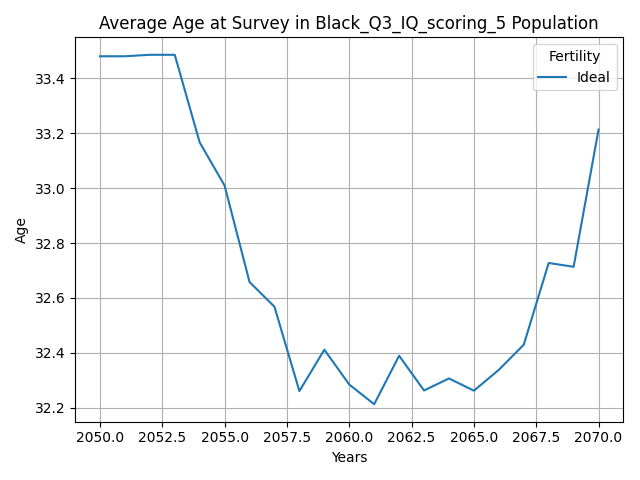 Average Age at Survey in Black_Q3_IQ_scoring_5 Population
Fertility
Ideal
33.4
33.2
33.0
32.8
32.6
32.4
32.2
Age
2050.0 2052.5 2055.0 2057.5 2060.0 2062.5 2065.0 2067.5 2070.0
Years